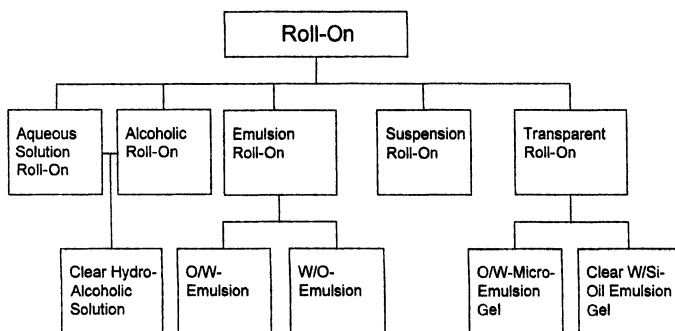 Roll-On
Aqueous
Solution
Roll-On
Alcoholic
Roll-On
Emulsion
Roll-On
Suspension
Roll-On
Transparent
Roll-On
Clear Hydro-
Alcoholic
Solution
O/W-
Emulsion
W/O-
Emulsion
O/W-Micro-
Emulsion
Gel
Clear W/Si-
Oil Emulsion
Gel